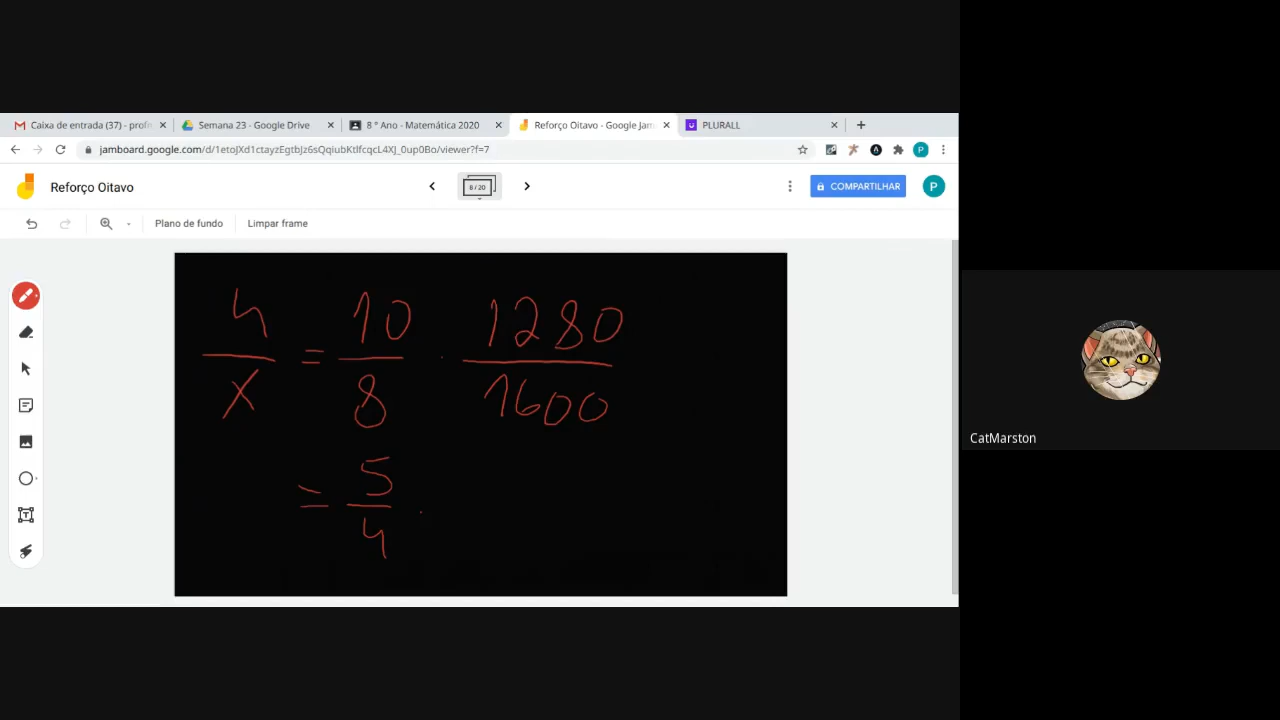 Caixa de entrada (37) - profm
Semana 23 - Google Drive
8 º Ano - Matemática 2020
Reforço Oitavo - Google Jam
PLURALL
jamboard.google.com/d/1etoJXd1ctayzEgtbJz6sQqiubKtlfcqcL4XJ_0up0Bo/viewer?f=7
P
Reforço Oitavo
8 / 20
COMPARTILHAR
P
Plano de fundo
Limpar frame
4 10 1280
= .
X 8 1600
5
= .
4
CatMarston